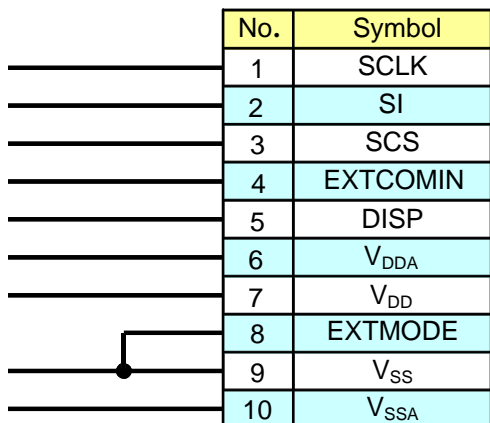 No. Symbol
1 SCLK
2 SI
3 SCS
4 EXTCOMIN
5 DISP
6 VDDA
7 VDD
8 EXTMODE
9 VSS
10 VSSA